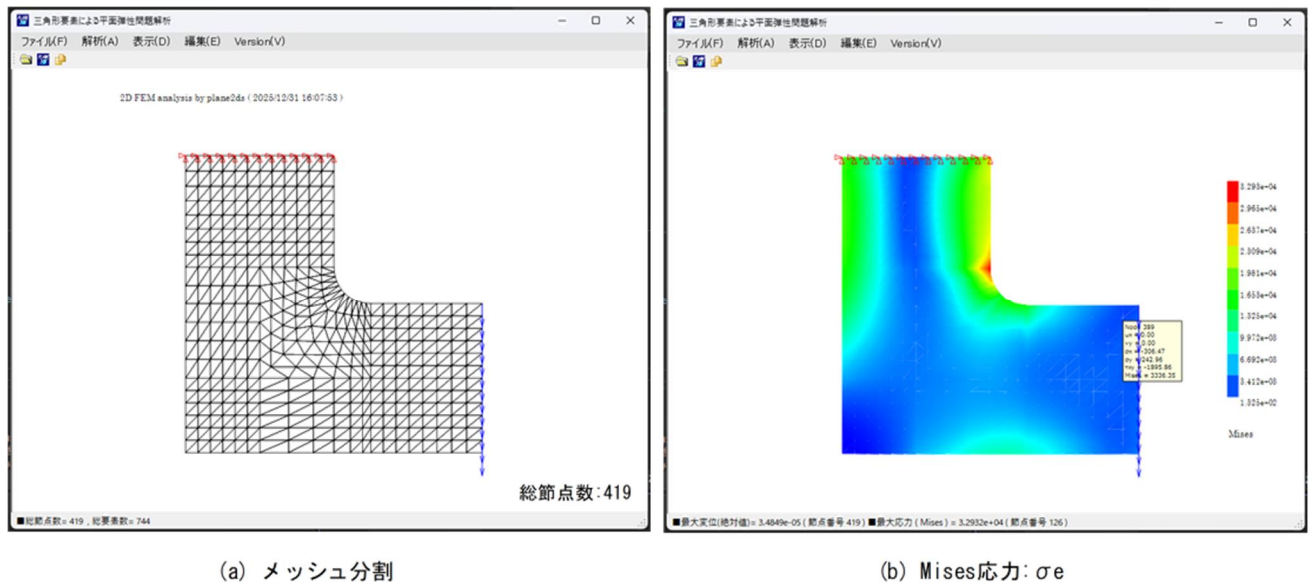 三角形要素による平面弾性問題解析
ファイル(F) 解析(A) 表示(D) 編集(E) Version(V)
2D FEM analysis by plane2ds ( 2025/12/31 16:07:53 )
総節点数:419
■総節点数= 419 , 総要素数= 744
(a) メッシュ分割
三角形要素による平面弾性問題解析
ファイル(F) 解析(A) 表示(D) 編集(E) Version(V)
3.293e+04
2.965e+04
2.637e+04
2.309e+04
1.981e+04
1.653e+04
1.325e+04
9.972e+03
6.692e+03
3.412e+03
1.325e+02
Mises
■最大変位(絶対値)= 3.4849e-05 ( 節点番号 419 ) ■最大応力 ( Mises ) = 3.2932e+04 ( 節点番号 126 )
(b) Mises応力:σe